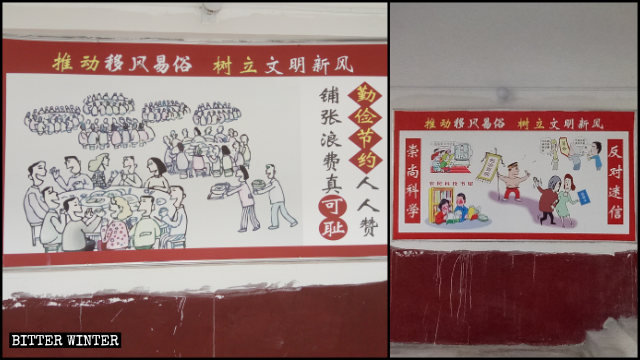 推动移风易俗 树立文明新风
勤俭节约人人赞
铺张浪费真可耻
推动移风易俗 树立文明新风
崇尚科学
反对迷信
农民科技书屋
BITTER WINTER